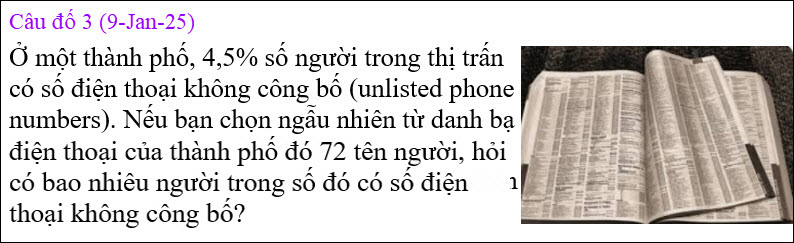 Câu đố 3 (9-Jan-25)
Ở một thành phố, 4,5% số người trong thị trấn
có số điện thoại không công bố (unlisted phone
numbers). Nếu bạn chọn ngẫu nhiên từ danh bạ
điện thoại của thành phố đó 72 tên người, hỏi
có bao nhiêu người trong số đó có số điện
thoại không công bố?